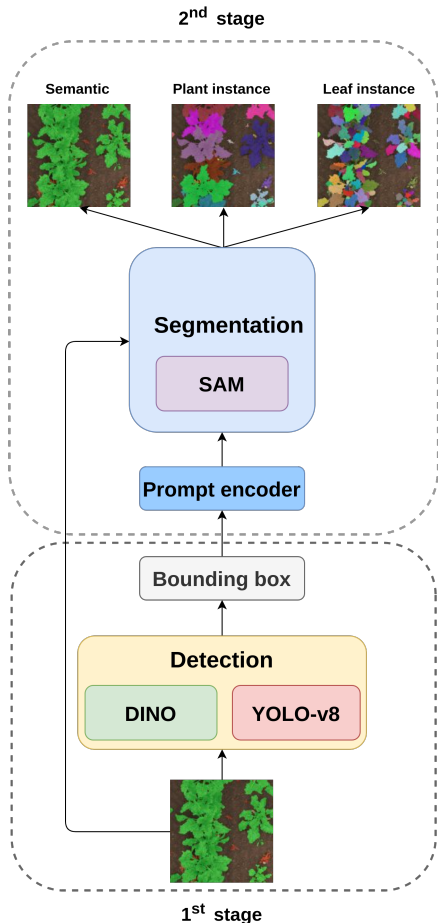 2nd stage
Semantic Plant instance Leaf instance
Segmentation
SAM
Prompt encoder
Bounding box
Detection
DINO YOLO-v8
1st stage